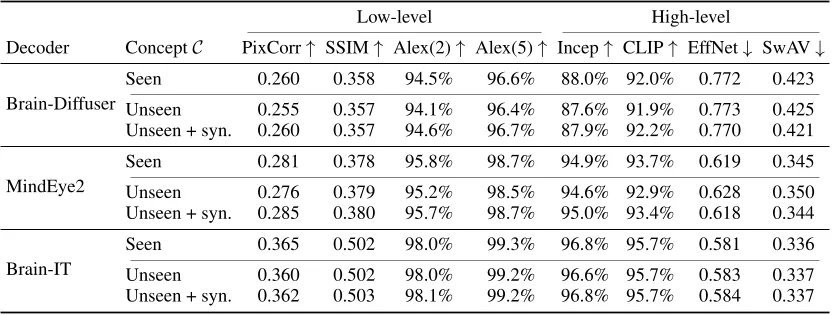 Low-level High-level
Decoder Concept C PixCorr ↑ SSIM ↑ Alex(2) ↑ Alex(5) ↑ Incep ↑ CLIP ↑ EffNet ↓ SwAV ↓
Seen 0.260 0.358 94.5% 96.6% 88.0% 92.0% 0.772 0.423
Brain-Diffuser
Unseen 0.255 0.357 94.1% 96.4% 87.6% 91.9% 0.773 0.425
Unseen + syn. 0.260 0.357 94.6% 96.7% 87.9% 92.2% 0.770 0.421
Seen 0.281 0.378 95.8% 98.7% 94.9% 93.7% 0.619 0.345
MindEye2
Unseen 0.276 0.379 95.2% 98.5% 94.6% 92.9% 0.628 0.350
Unseen + syn. 0.285 0.380 95.7% 98.7% 95.0% 93.4% 0.618 0.344
Seen 0.365 0.502 98.0% 99.3% 96.8% 95.7% 0.581 0.336
Brain-IT
Unseen 0.360 0.502 98.0% 99.2% 96.6% 95.7% 0.583 0.337
Unseen + syn. 0.362 0.503 98.1% 99.2% 96.8% 95.7% 0.584 0.337